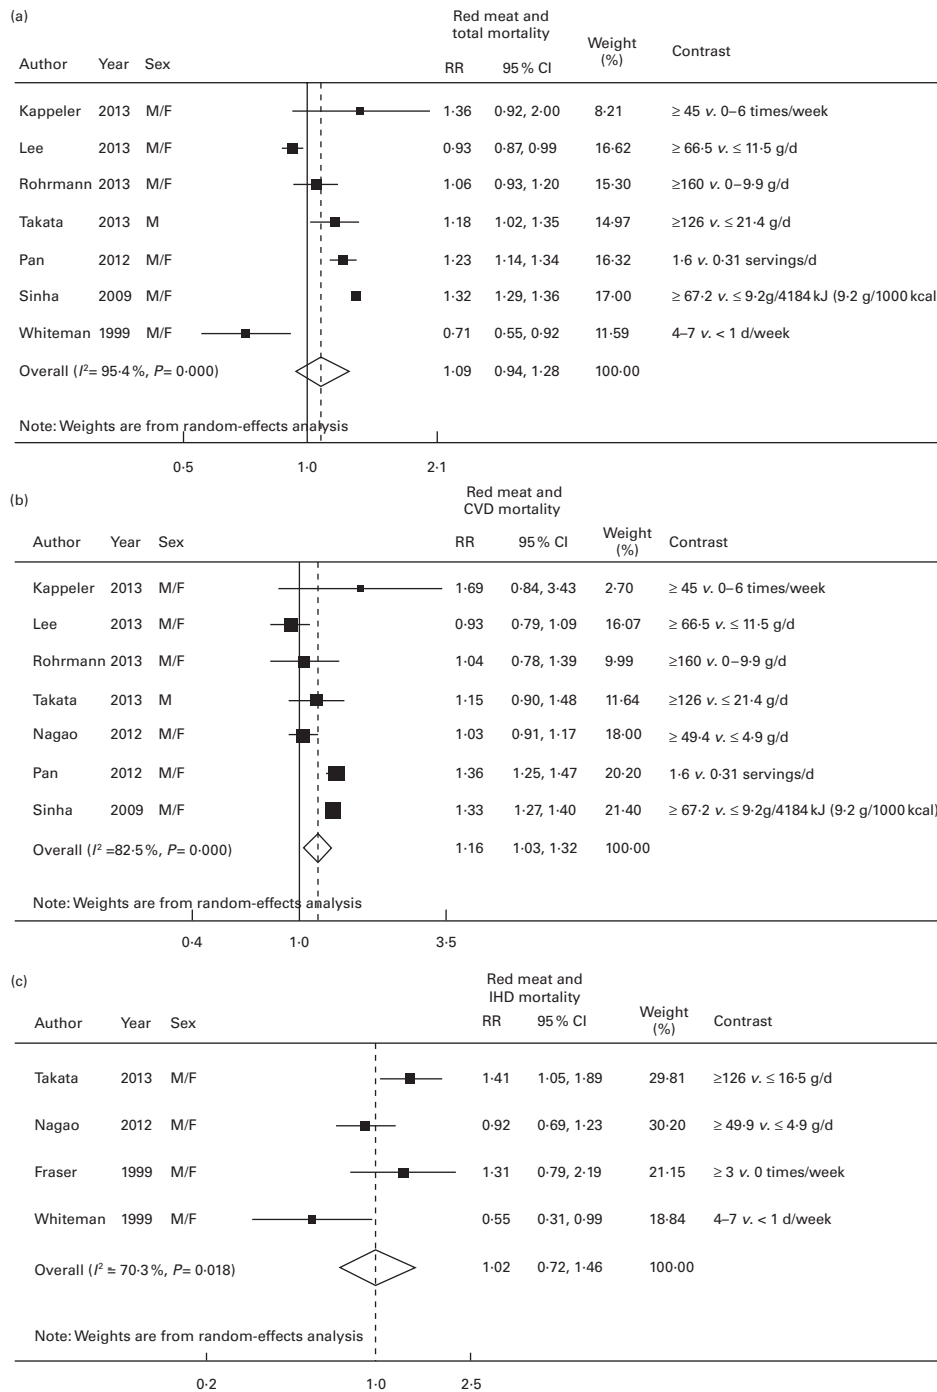 (a)
Red meat and
total mortality
Author Year Sex RR 95 % CI Weight (%) Contrast
Kappeler 2013 M/F 1·36 0·92, 2·00 8·21 ≥ 45 v. 0–6 times/week
Lee 2013 M/F 0·93 0·87, 0·99 16·62 ≥ 66·5 v. ≤ 11·5 g/d
Rohrmann 2013 M/F 1·06 0·93, 1·20 15·30 ≥160 v. 0–9·9 g/d
Takata 2013 M 1·18 1·02, 1·35 14·97 ≥126 v. ≤ 21·4 g/d
Pan 2012 M/F 1·23 1·14, 1·34 16·32 1·6 v. 0·31 servings/d
Sinha 2009 M/F 1·32 1·29, 1·36 17·00 ≥ 67·2 v. ≤ 9·2g/4184 kJ (9·2 g/1000 kcal
Whiteman 1999 M/F 0·71 0·55, 0·92 11·59 4–7 v. < 1 d/week
Overall (I²= 95·4 %, P= 0·000) 1·09 0·94, 1·28 100·00
Note: Weights are from random-effects analysis
0·5 1·0 2·1
(b)
Red meat and
CVD mortality
Author Year Sex RR 95 % CI Weight (%) Contrast
Kappeler 2013 M/F 1·69 0·84, 3·43 2·70 ≥ 45 v. 0–6 times/week
Lee 2013 M/F 0·93 0·79, 1·09 16·07 ≥ 66·5 v. ≤ 11·5 g/d
Rohrmann 2013 M/F 1·04 0·78, 1·39 9·99 ≥160 v. 0–9·9 g/d
Takata 2013 M 1·15 0·90, 1·48 11·64 ≥126 v. ≤ 21·4 g/d
Nagao 2012 M/F 1·03 0·91, 1·17 18·00 ≥ 49·4 v. ≤ 4·9 g/d
Pan 2012 M/F 1·36 1·25, 1·47 20·20 1·6 v. 0·31 servings/d
Sinha 2009 M/F 1·33 1·27, 1·40 21·40 ≥ 67·2 v. ≤ 9·2g/4184 kJ (9·2 g/1000 kcal)
Overall (I² =82·5 %, P= 0·000) 1·16 1·03, 1·32 100·00
Note: Weights are from random-effects analysis
0·4 1·0 3·5
(c)
Red meat and
IHD mortality
Author Year Sex RR 95 % CI Weight (%) Contrast
Takata 2013 M/F 1·41 1·05, 1·89 29·81 ≥126 v. ≤ 16·5 g/d
Nagao 2012 M/F 0·92 0·69, 1·23 30·20 ≥ 49·9 v. ≤ 4·9 g/d
Fraser 1999 M/F 1·31 0·79, 2·19 21·15 ≥ 3 v. 0 times/week
Whiteman 1999 M/F 0·55 0·31, 0·99 18·84 4–7 v. < 1 d/week
Overall (I² = 70·3 %, P= 0·018) 1·02 0·72, 1·46 100·00
Note: Weights are from random-effects analysis
0·2 1·0 2·5